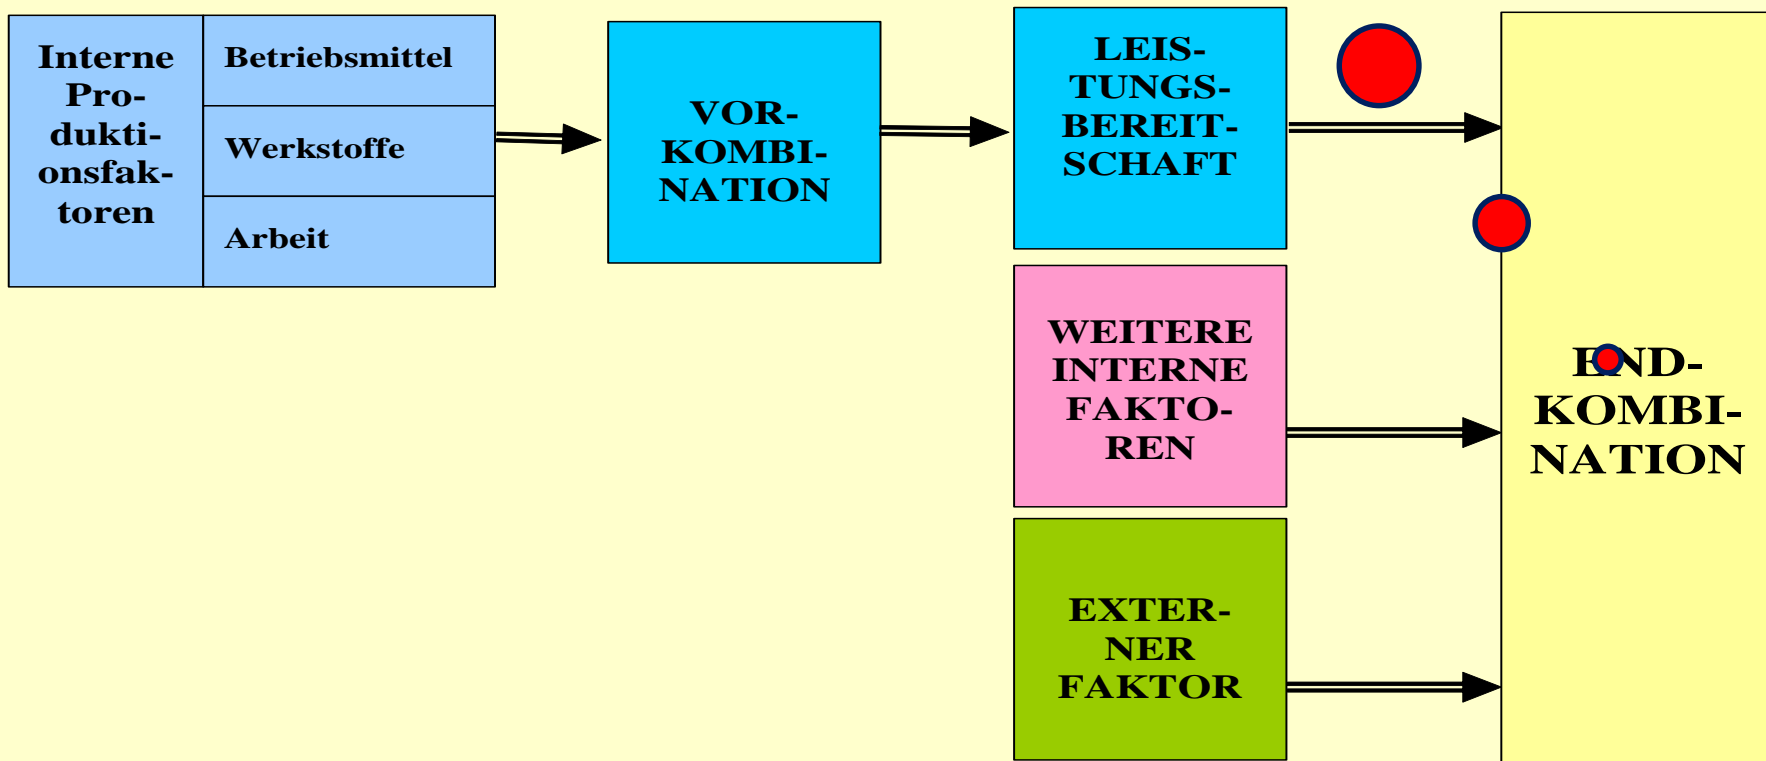 Interne
Pro-
dukti-
onsfak-
toren
Betriebsmittel
Werkstoffe
Arbeit
VOR-
KOMBI-
NATION
LEIS-
TUNGS-
BEREIT-
SCHAFT
WEITERE
INTERNE
FAKTO-
REN
EXTER-
NER
FAKTOR
END-
KOMBI-
NATION